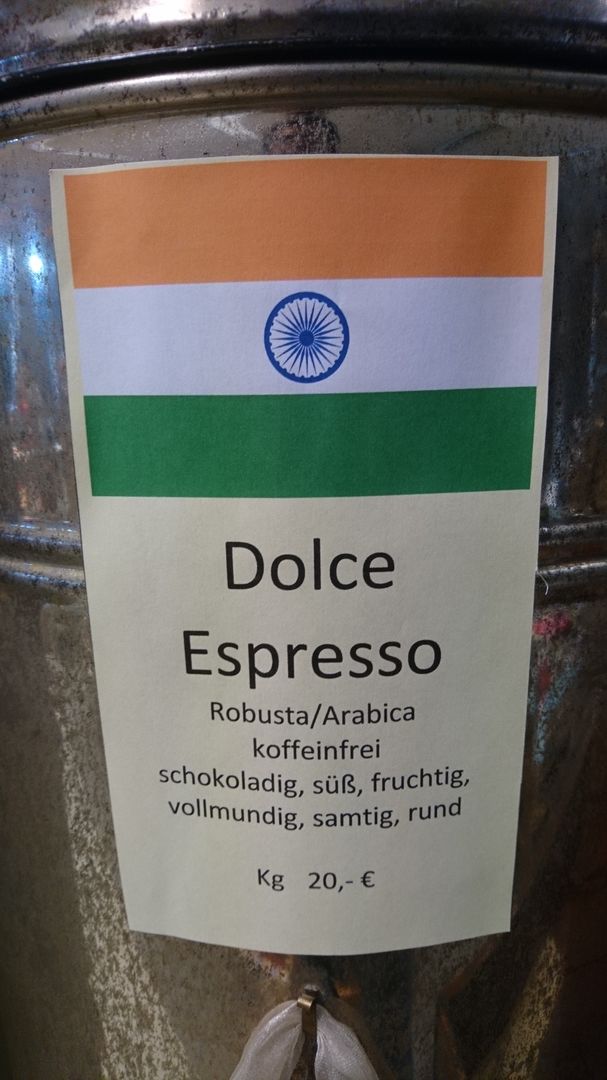 Dolce
Espresso
Robusta/Arabica
koffeinfrei
schokoladig, süß, fruchtig,
vollmundig, samtig, rund
Kg 20,- €